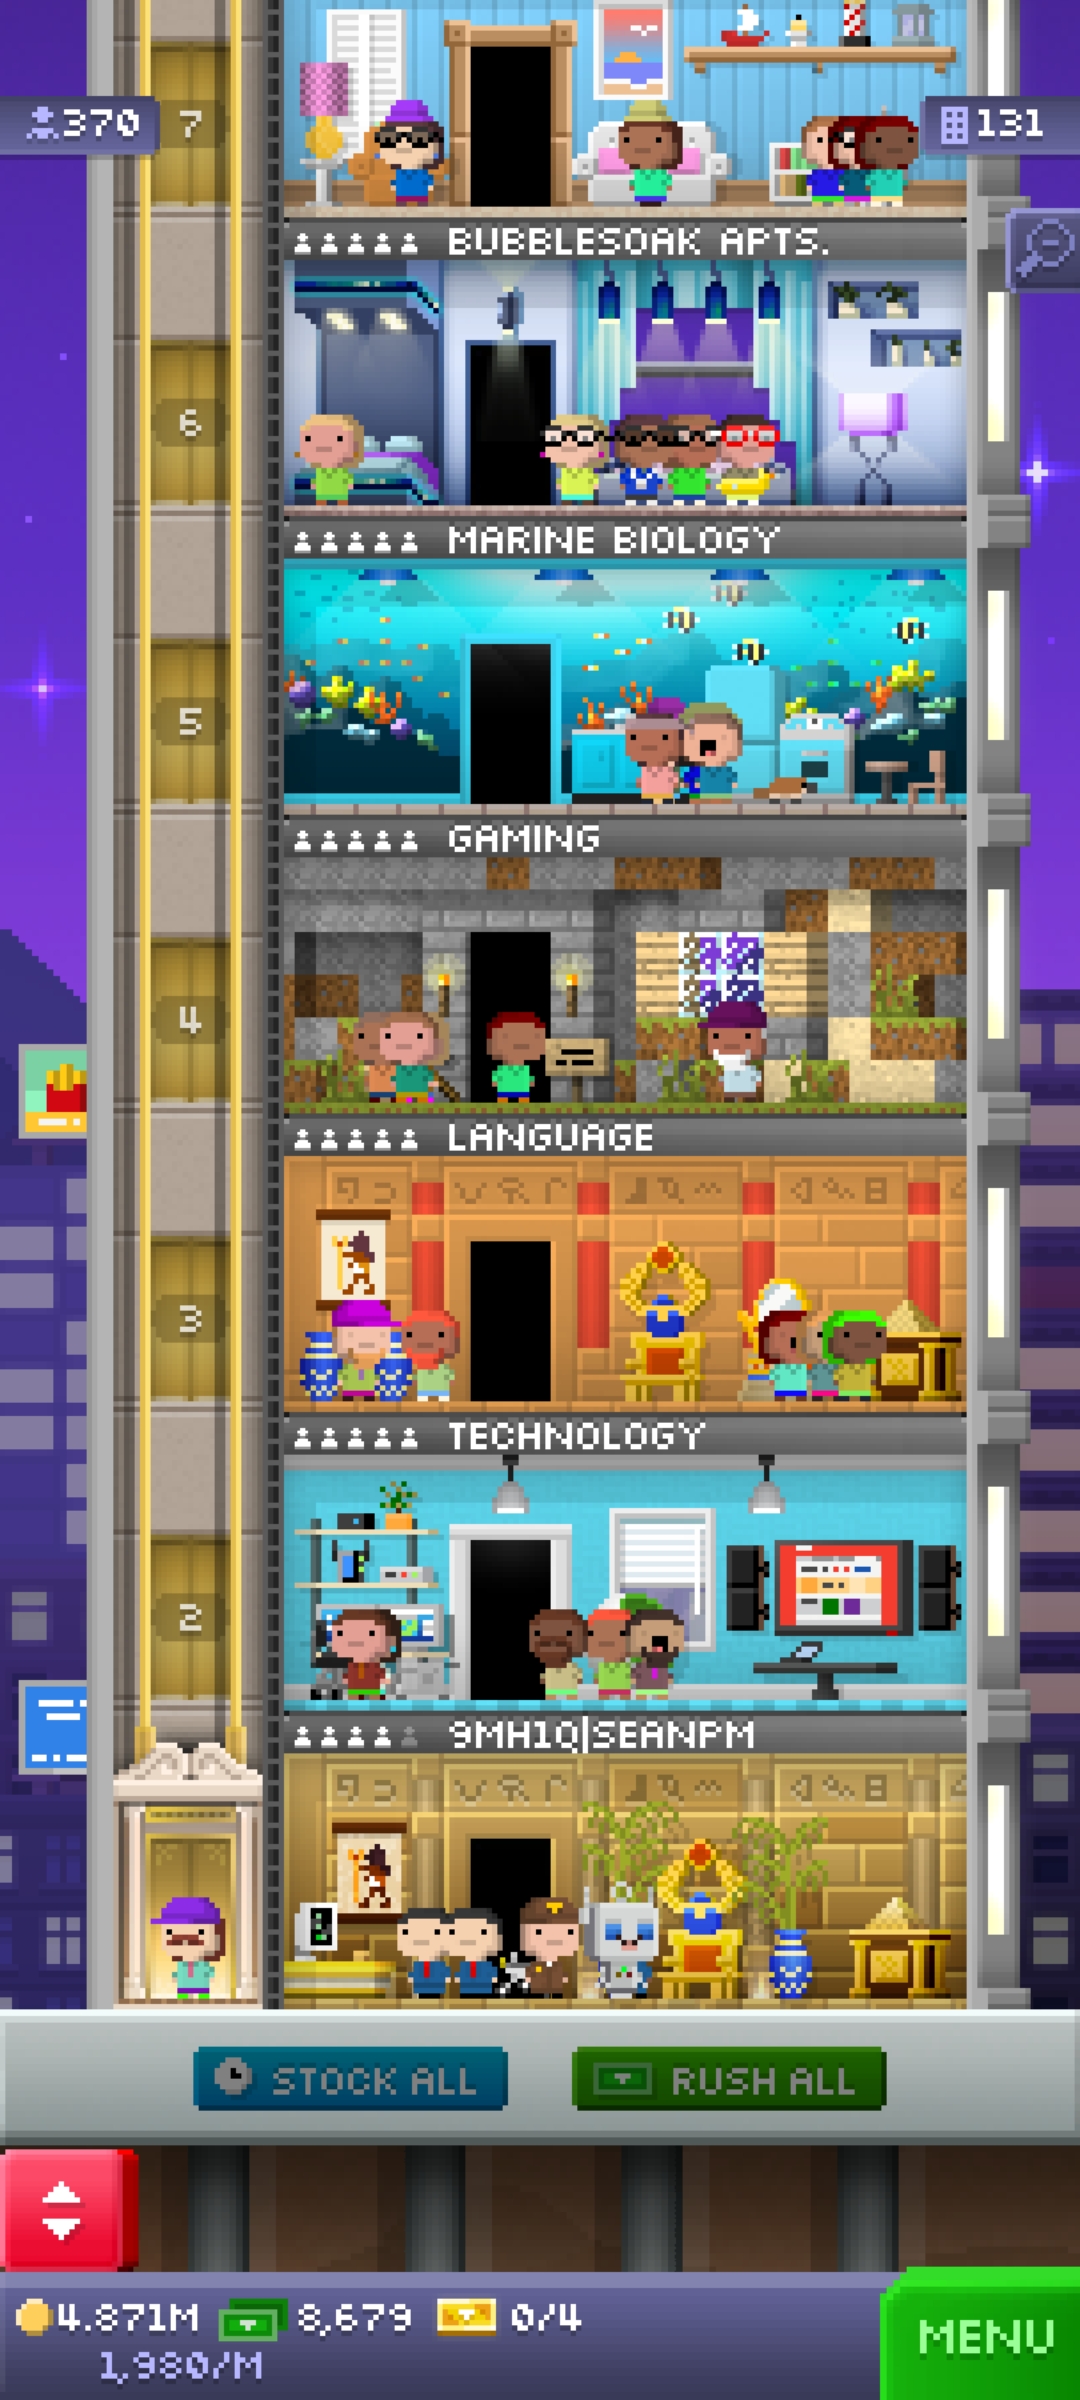 370
7
131
BUBBLESOAK APTS.
6
MARINE BIOLOGY
5
GAMING
4
LANGUAGE
3
TECHNOLOGY
2
9MH1Q|SEANPM
STOCK ALL
RUSH ALL
4.871M
8,679
0/4
1,980/M
MENU